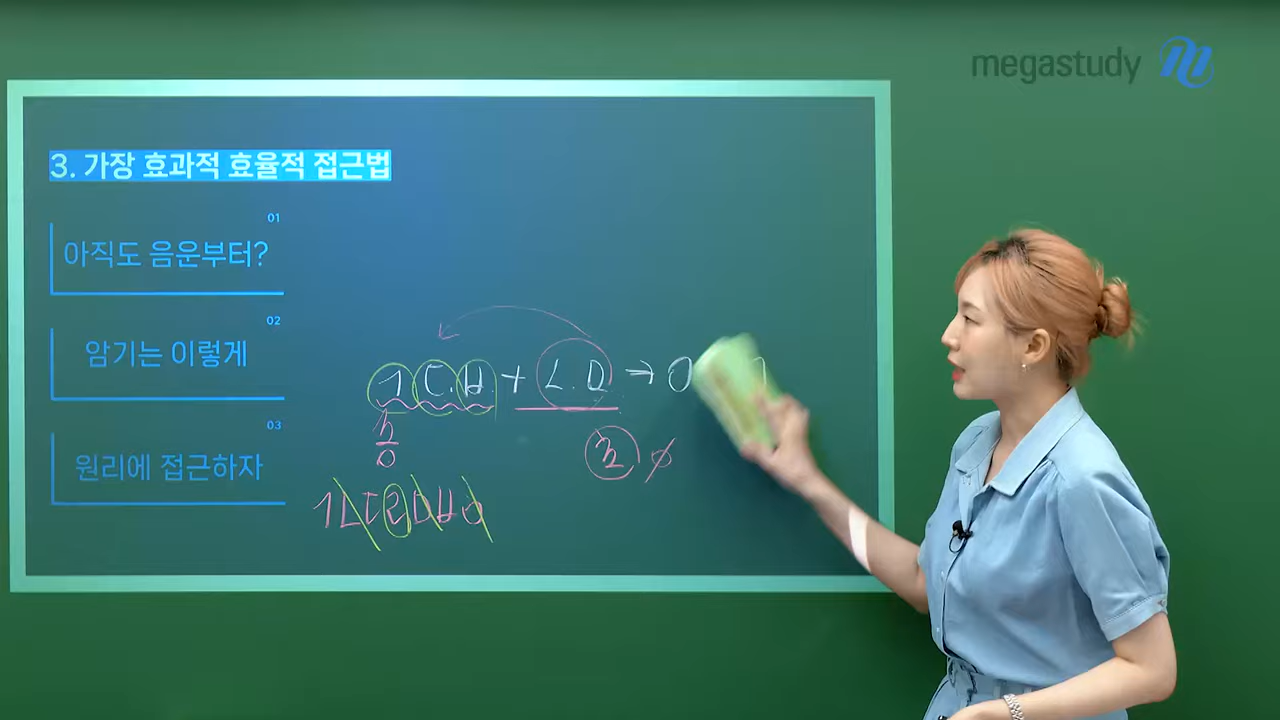 megastudy
3. 가장 효과적 효율적 접근법
01
아직도 음운부터?
02
암기는 이렇게
03
원리에 접근하자
ㄱ ㄷ. ㅂ. + ㄴ. ㅁ → ㅇ
ㅎ
ㅇ
ㄱㄴㄷㄹㅁㅂㅇ